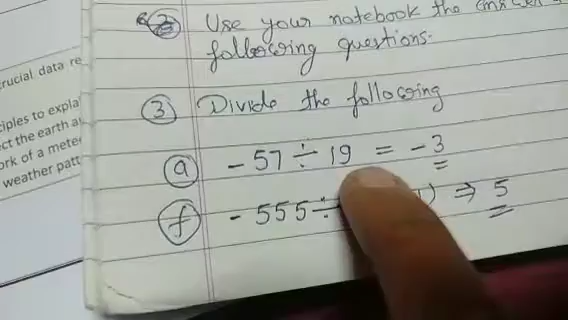 Use your notebook the
following questions.
③ Divide the following
ⓐ -57 ÷ 19 = -3
ⓕ -555 ÷ 1) ⇒ 5
crucial data re
ciples to expla
ct the earth a
ork of a mete
weather patt